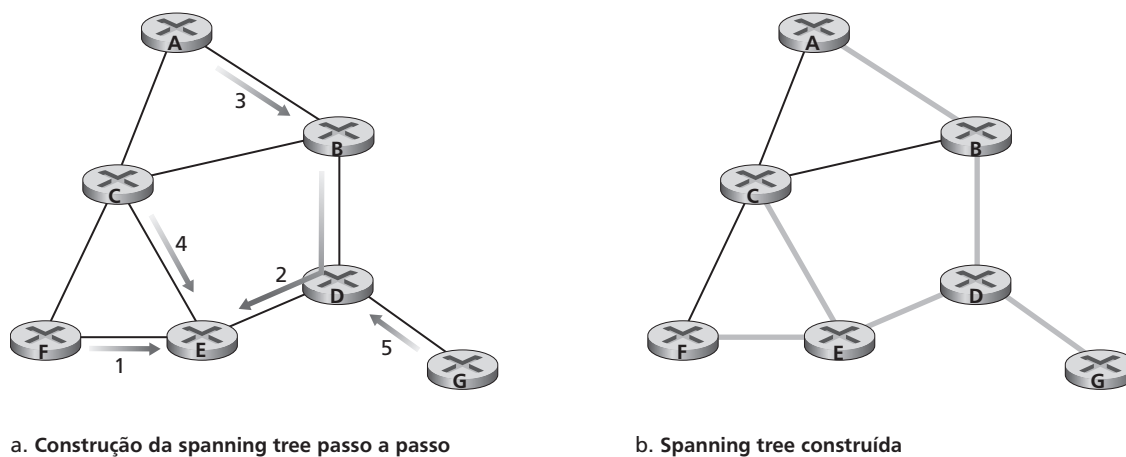 A
3
B
C
4
2
D
F
1
E
5
G
a. Construção da spanning tree passo a passo
A
B
C
D
F
E
G
b. Spanning tree construída